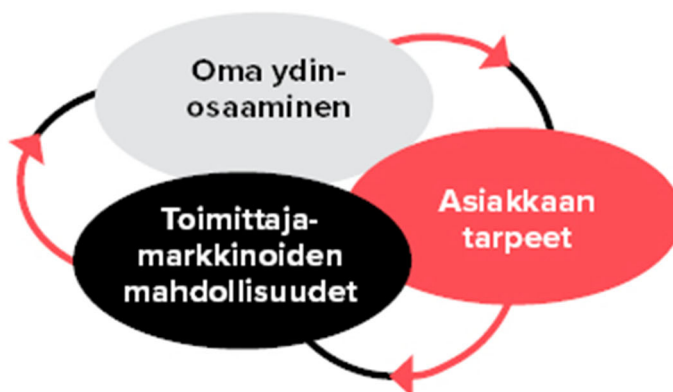 Oma ydin-
osaaminen
Asiakkaan
tarpeet
Toimittaja-
markkinoiden
mahdollisuudet